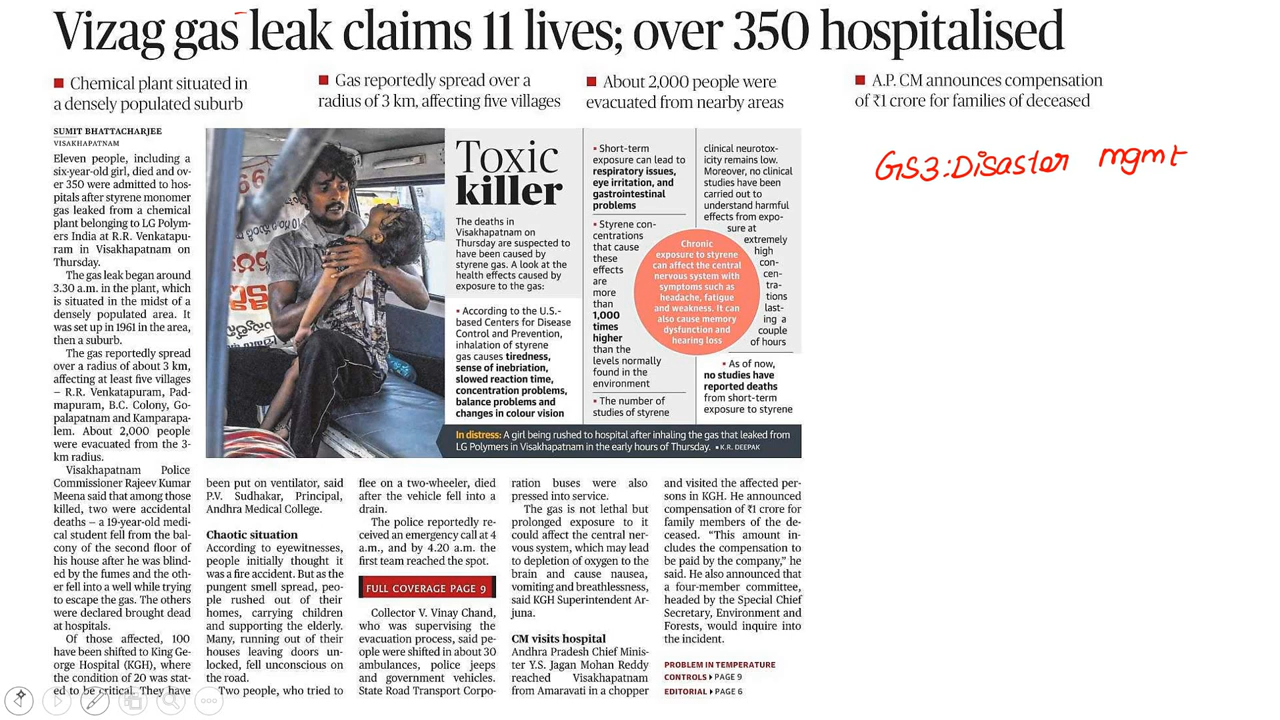 Vizag gas leak claims 11 lives; over 350 hospitalised
■ Chemical plant situated in
a densely populated suburb
■ Gas reportedly spread over a
radius of 3 km, affecting five villages
■ About 2,000 people were
evacuated from nearby areas
■ A.P. CM announces compensation
of ₹1 crore for families of deceased
GS3:Disaster mgmt
SUMIT BHATTACHARJEE
VISAKHAPATNAM
Eleven people, including a
six-year-old girl, died and ov-
er 350 were admitted to hos-
pitals after styrene monomer
gas leaked from a chemical
plant belonging to LG Polym-
ers India at R.R. Venkatapu-
ram in Visakhapatnam on
Thursday.
The gas leak began around
3.30 a.m. in the plant, which
is situated in the midst of a
densely populated area. It
was set up in 1961 in the area,
then a suburb.
The gas reportedly spread
over a radius of about 3 km,
affecting at least five villages
– R.R. Venkatapuram, Pad-
mapuram, B.C. Colony, Go-
palapatnam and Kamparapa-
lem. About 2,000 people
were evacuated from the 3-
km radius.
Visakhapatnam Police
Commissioner Rajeev Kumar
Meena said that among those
killed, two were accidental
deaths – a 19-year-old medi-
cal student fell from the bal-
cony of the second floor of
his house after he was blind-
ed by the fumes and the oth-
er fell into a well while trying
to escape the gas. The others
were declared brought dead
at hospitals.
Of those affected, 100
have been shifted to King Ge-
orge Hospital (KGH), where
the condition of 20 was stat-
ed to be critical. They have
Toxic
killer
The deaths in
Visakhapatnam on
Thursday are suspected to
have been caused by
styrene gas. A look at the
health effects caused by
exposure to the gas:
▪ According to the U.S.-
based Centers for Disease
Control and Prevention,
inhalation of styrene
gas causes tiredness,
sense of inebriation,
slowed reaction time,
concentration problems,
balance problems and
changes in colour vision
▪ Short-term
exposure can lead to
respiratory issues,
eye irritation, and
gastrointestinal
problems
▪ Styrene con-
centrations
that cause
these
effects
are
more
than
1,000
times
higher
than the
levels normally
found in the
environment
▪ The number of
studies of styrene
clinical neurotox-
icity remains low.
Moreover, no clinical
studies have been
carried out to
understand harmful
effects from expo-
sure at
extremely
high
con-
cen-
tra-
tions
last-
ing a
couple
of hours
▪ As of now,
no studies have
reported deaths
from short-term
exposure to styrene
Chronic
exposure to styrene
can affect the central
nervous system with
symptoms such as
headache, fatigue
and weakness. It can
also cause memory
dysfunction and
hearing loss
In distress: A girl being rushed to hospital after inhaling the gas that leaked from
LG Polymers in Visakhapatnam in the early hours of Thursday. ▪ K.R. DEEPAK
been put on ventilator, said
P.V. Sudhakar, Principal,
Andhra Medical College.
Chaotic situation
According to eyewitnesses,
people initially thought it
was a fire accident. But as the
pungent smell spread, peo-
ple rushed out of their
homes, carrying children
and supporting the elderly.
Many, running out of their
houses leaving doors un-
locked, fell unconscious on
the road.
Two people, who tried to
flee on a two-wheeler, died
after the vehicle fell into a
drain.
The police reportedly re-
ceived an emergency call at 4
a.m., and by 4.20 a.m. the
first team reached the spot.
FULL COVERAGE PAGE 9
Collector V. Vinay Chand,
who was supervising the
evacuation process, said peo-
ple were shifted in about 30
ambulances, police jeeps
and government vehicles.
State Road Transport Corpo-
ration buses were also
pressed into service.
The gas is not lethal but
prolonged exposure to it
could affect the central ner-
vous system, which may lead
to depletion of oxygen to the
brain and cause nausea,
vomiting and breathlessness,
said KGH Superintendent Ar-
juna.
CM visits hospital
Andhra Pradesh Chief Minis-
ter Y.S. Jagan Mohan Reddy
reached Visakhapatnam
from Amaravati in a chopper
and visited the affected per-
sons in KGH. He announced
compensation of ₹1 crore for
family members of the de-
ceased. “This amount in-
cludes the compensation to
be paid by the company,” he
said. He also announced that
a four-member committee,
headed by the Special Chief
Secretary, Environment and
Forests, would inquire into
the incident.
PROBLEM IN TEMPERATURE
CONTROLS ▸ PAGE 9
EDITORIAL ▸ PAGE 6